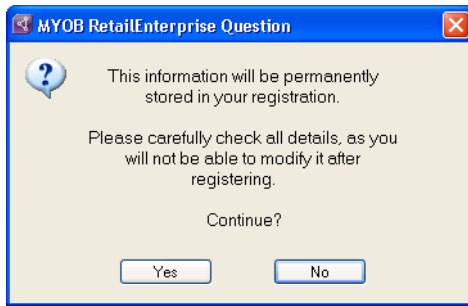 MYOB RetailEnterprise Question
This information will be permanently
stored in your registration.
Please carefully check all details, as you
will not be able to modify it after
registering.
Continue?
Yes
No